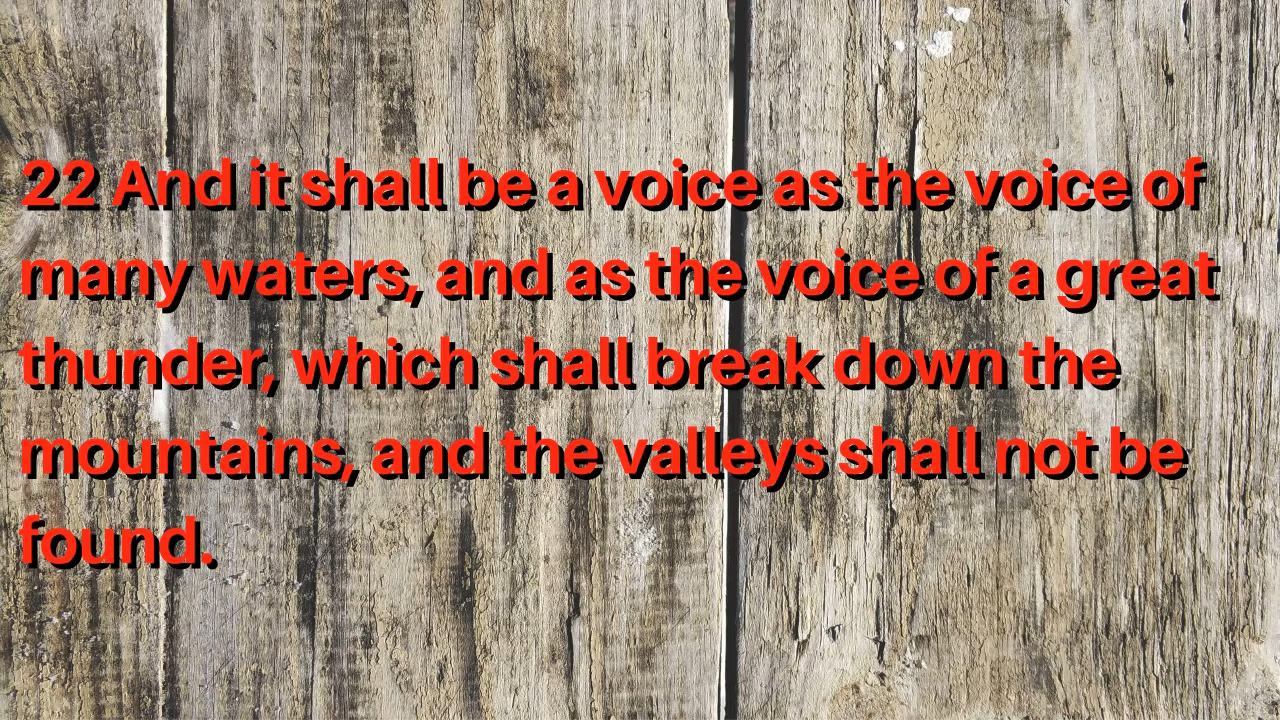 22 And it shall be a voice as the voice of
many waters, and as the voice of a great
thunder, which shall break down the
mountains, and the valleys shall not be
found.